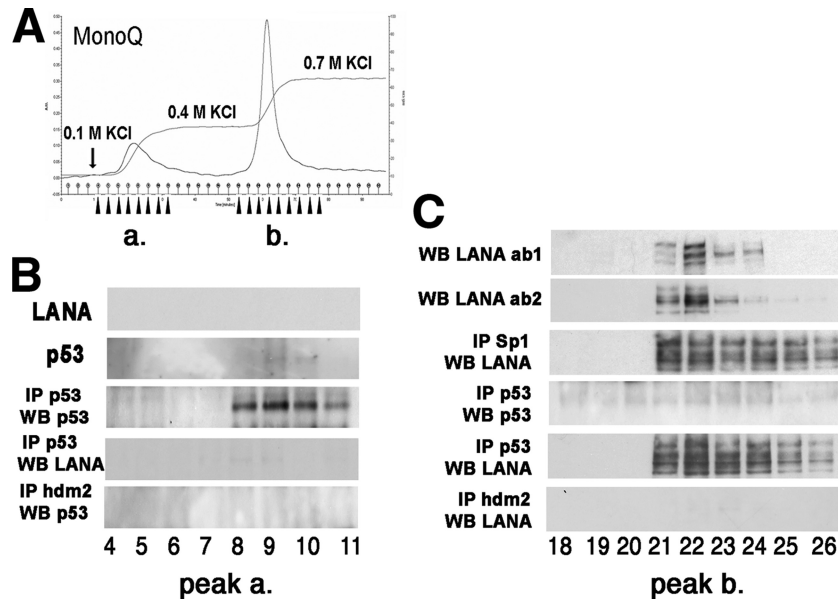 A
MonoQ
0.1 M KCl
0.4 M KCl
0.7 M KCl
a.
b.
B
LANA
p53
IP p53
WB p53
IP p53
WB LANA
IP hdm2
WB p53
4 5 6 7 8 9 10 11
peak a.
C
WB LANA ab1
WB LANA ab2
IP Sp1
WB LANA
IP p53
WB p53
IP p53
WB LANA
IP hdm2
WB LANA
18 19 20 21 22 23 24 25 26
peak b.